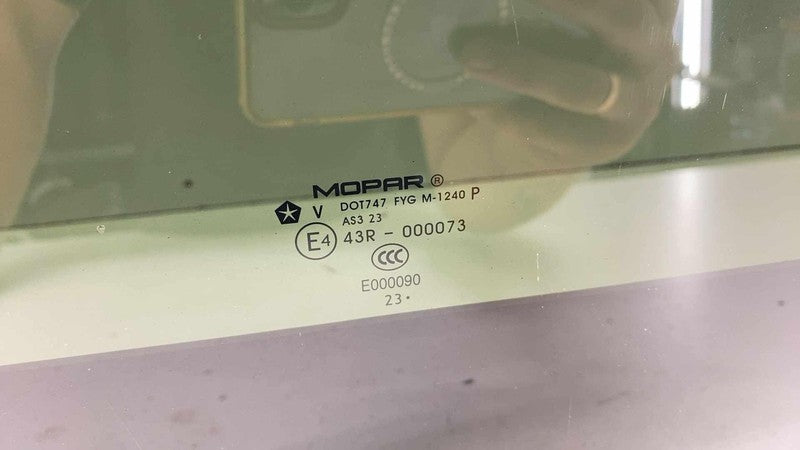 MOPAR ®
V DOT747 FYG M-1240 P
AS3 23
E4 43R - 000073
CCC
E000090
23·